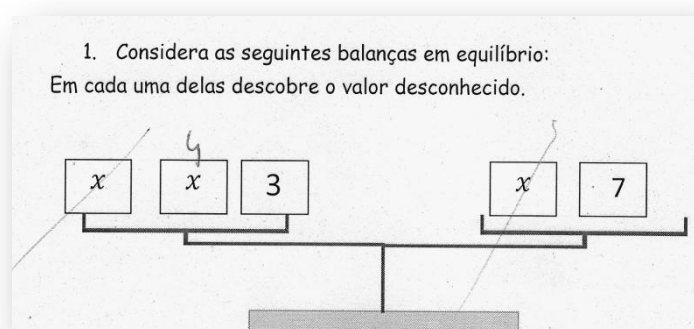 1. Considera as seguintes balanças em equilíbrio:
Em cada uma delas descobre o valor desconhecido.
4
x x 3 x 7